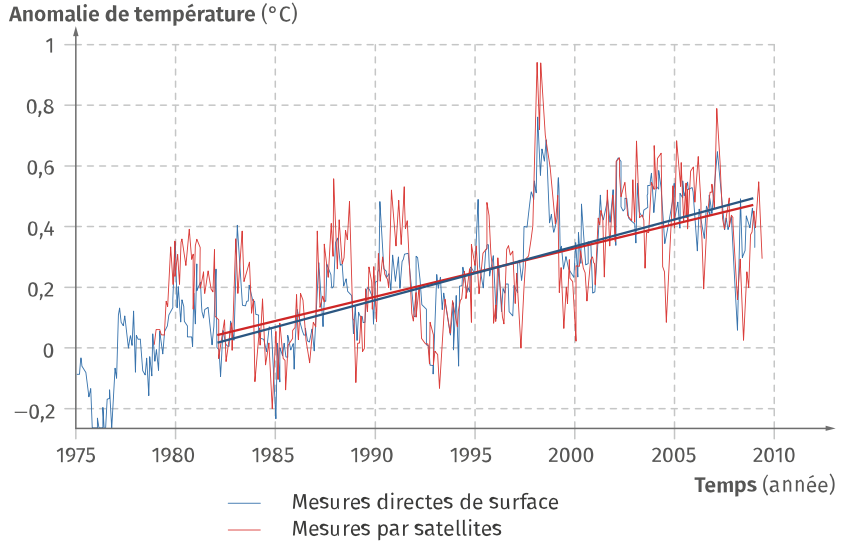 Anomalie de température (°C)
1
0,8
0,6
0,4
0,2
0
−0,2
1975 1980 1985 1990 1995 2000 2005 2010
Temps (année)
Mesures directes de surface
Mesures par satellites